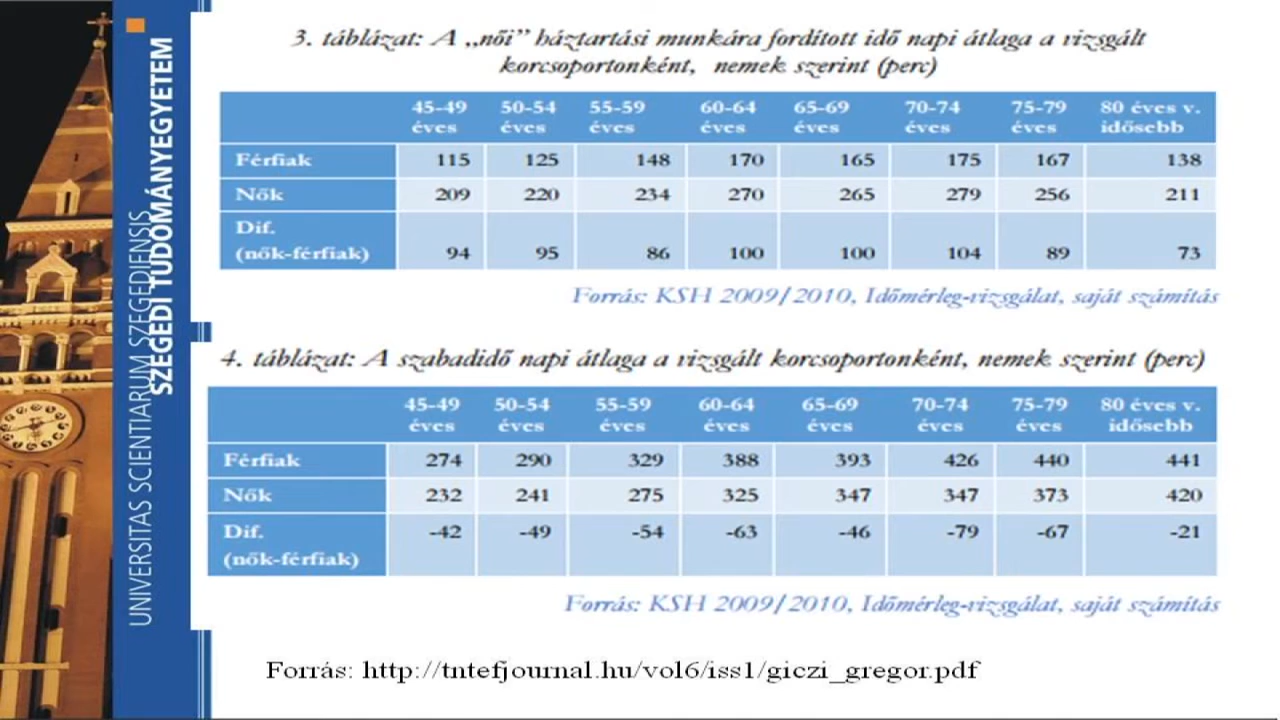 UNIVERSITAS SCIENTIARUM SZEGEDIENSIS
SZEGEDI TUDOMÁNYEGYETEM
3. táblázat: A „női” háztartási munkára fordított idő napi átlaga a vizsgált
korcsoportonként, nemek szerint (perc)
45-49 éves 50-54 éves 55-59 éves 60-64 éves 65-69 éves 70-74 éves 75-79 éves 80 éves v. idősebb
Férfiak 115 125 148 170 165 175 167 138
Nők 209 220 234 270 265 279 256 211
Dif.
(nők-férfiak) 94 95 86 100 100 104 89 73
Forrás: KSH 2009/2010, Időmérleg-vizsgálat, saját számítás
4. táblázat: A szabadidő napi átlaga a vizsgált korcsoportonként, nemek szerint (perc)
45-49 éves 50-54 éves 55-59 éves 60-64 éves 65-69 éves 70-74 éves 75-79 éves 80 éves v. idősebb
Férfiak 274 290 329 388 393 426 440 441
Nők 232 241 275 325 347 347 373 420
Dif. -42 -49 -54 -63 -46 -79 -67 -21
(nők-férfiak)
Forrás: KSH 2009/2010, Időmérleg-vizsgálat, saját számítás
Forrás: http://tntefjournal.hu/vol6/iss1/giczi_gregor.pdf